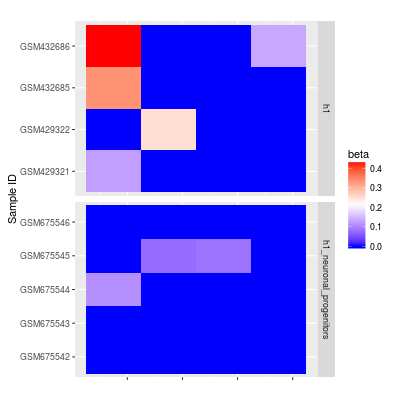 GSM432686
GSM432685
GSM429322
GSM429321
h1
GSM675546
GSM675545
GSM675544
GSM675543
GSM675542
h1_neuronal_progenitors
Sample ID
beta
0.4
0.3
0.2
0.1
0.0